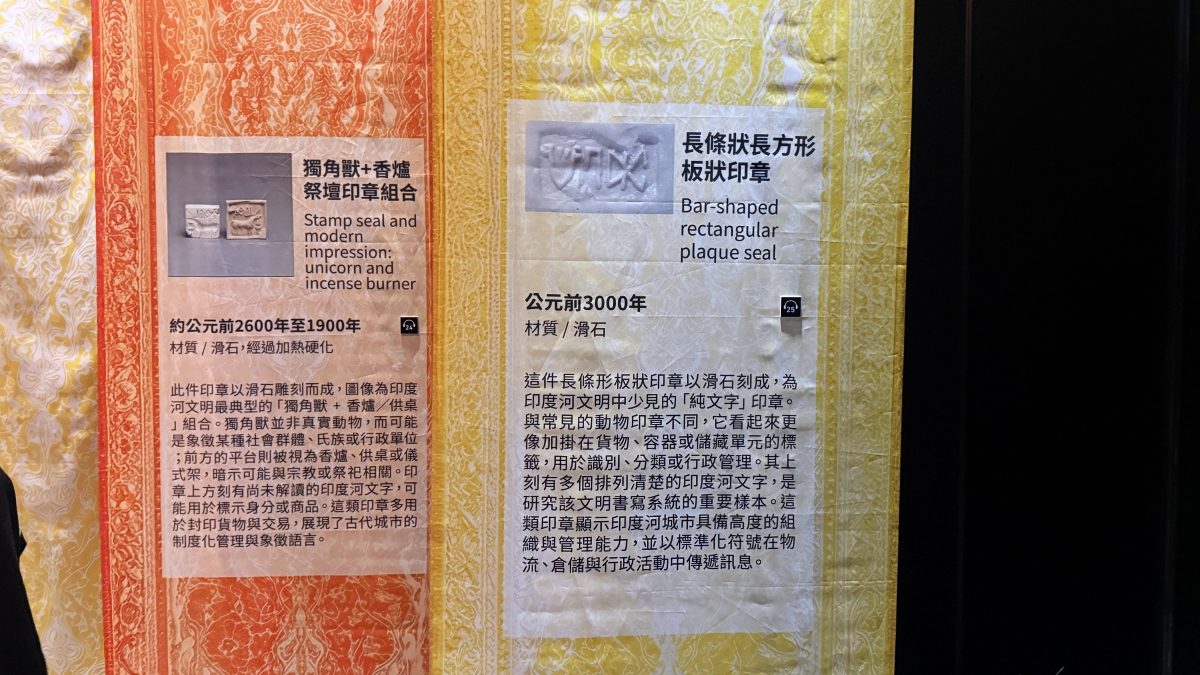 獨角獸+香爐
祭壇印章組合
Stamp seal and
modern
impression:
unicorn and
incense burner
約公元前2600年至1900年
24
材質 / 滑石,經過加熱硬化
此件印章以滑石雕刻而成,圖像為印度
河文明最典型的「獨角獸 + 香爐／供桌
」組合。獨角獸並非真實動物,而可能
是象徵某種社會群體、氏族或行政單位
;前方的平台則被視為香爐、供桌或儀
式架,暗示可能與宗教或祭祀相關。印
章上方刻有尚未解讀的印度河文字,可
能用於標示身分或商品。這類印章多用
於封印貨物與交易,展現了古代城市的
制度化管理與象徵語言。
長條狀長方形
板狀印章
Bar-shaped
rectangular
plaque seal
公元前3000年
25
材質 / 滑石
這件長條形板狀印章以滑石刻成,為
印度河文明中少見的「純文字」印章。
與常見的動物印章不同,它看起來更
像加掛在貨物、容器或儲藏單元的標
籤,用於識別、分類或行政管理。其上
刻有多個排列清楚的印度河文字,是
研究該文明書寫系統的重要樣本。這
類印章顯示印度河城市具備高度的組
織與管理能力,並以標準化符號在物
流、倉儲與行政活動中傳遞訊息。